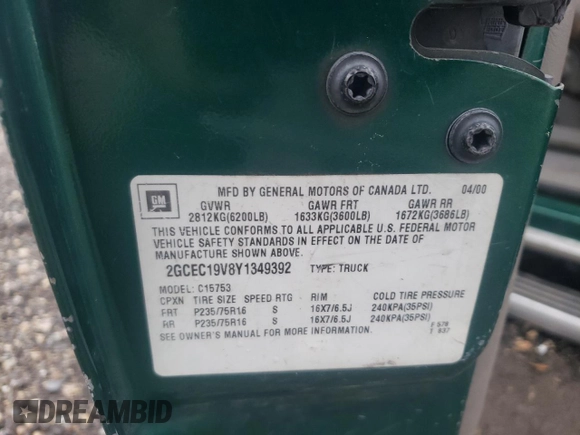 GM
MFD BY GENERAL MOTORS OF CANADA LTD. 04/00
GVWR GAWR FRT GAWR RR
2812KG(6200LB) 1633KG(3600LB) 1672KG(3686LB)
THIS VEHICLE CONFORMS TO ALL APPLICABLE U.S. FEDERAL MOTOR
VEHICLE SAFETY STANDARDS IN EFFECT ON THE DATE OF
MANUFACTURE SHOWN ABOVE.
2GCEC19V8Y1349392 TYPE: TRUCK
MODEL: C15753
CPXN TIRE SIZE SPEED RTG RIM COLD TIRE PRESSURE
FRT P235/75R16 S 16X7/6.5J 240KPA(35PSI)
RR P235/75R16 S 16X7/6.5J 240KPA(35PSI)
SEE OWNER'S MANUAL FOR MORE INFORMATION.
DREAMBID